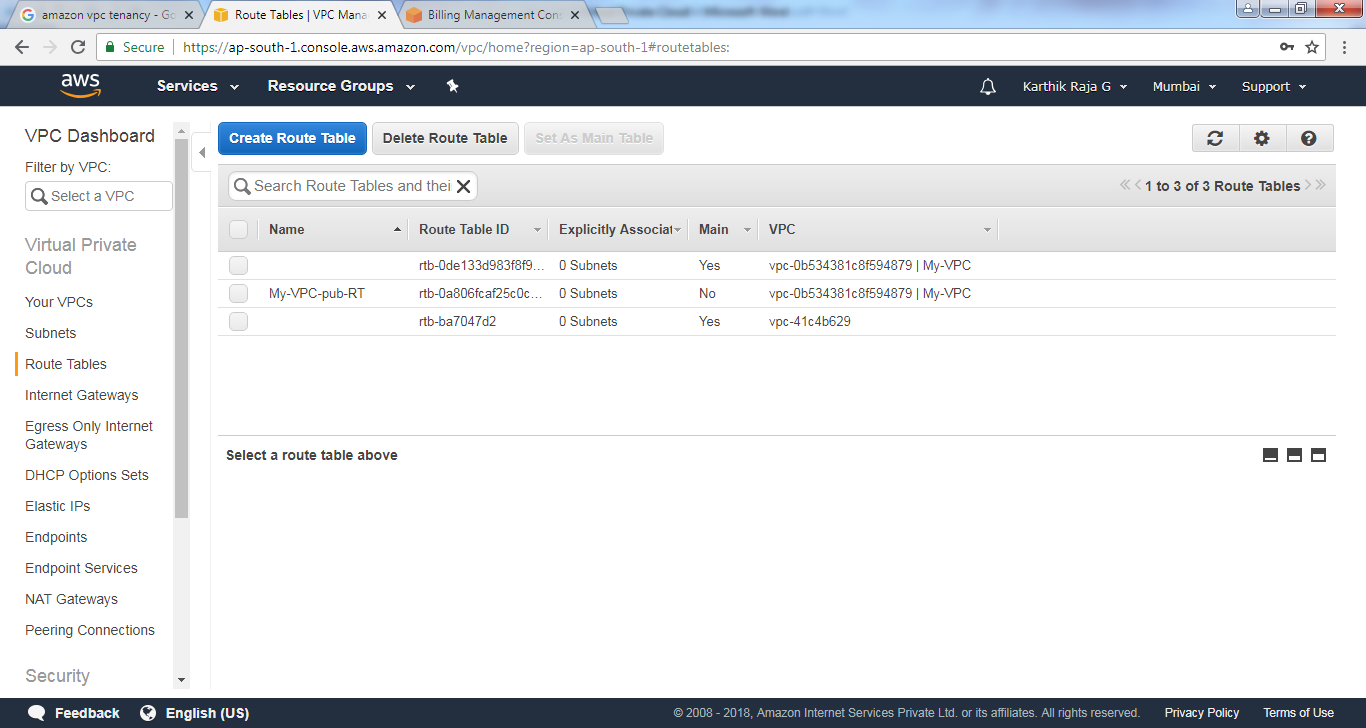 amazon vpc tenancy - Go
Route Tables | VPC Mana
Billing Management Con
Secure
https://ap-south-1.console.aws.amazon.com/vpc/home?region=ap-south-1#routetables:
aws
Services
Resource Groups
Karthik Raja G
Mumbai
Support
VPC Dashboard
Filter by VPC:
Select a VPC
Virtual Private
Cloud
Your VPCs
Subnets
Route Tables
Internet Gateways
Egress Only Internet
Gateways
DHCP Options Sets
Elastic IPs
Endpoints
Endpoint Services
NAT Gateways
Peering Connections
Security
Create Route Table
Delete Route Table
Set As Main Table
Search Route Tables and thei
1 to 3 of 3 Route Tables
Name Route Table ID Explicitly Associat Main VPC
rtb-0de133d983f8f9... 0 Subnets Yes vpc-0b534381c8f594879 | My-VPC
My-VPC-pub-RT rtb-0a806fcaf25c0c... 0 Subnets No vpc-0b534381c8f594879 | My-VPC
rtb-ba7047d2 0 Subnets Yes vpc-41c4b629
Select a route table above
Feedback
English (US)
© 2008 - 2018, Amazon Internet Services Private Ltd. or its affiliates. All rights reserved.
Privacy Policy
Terms of Use